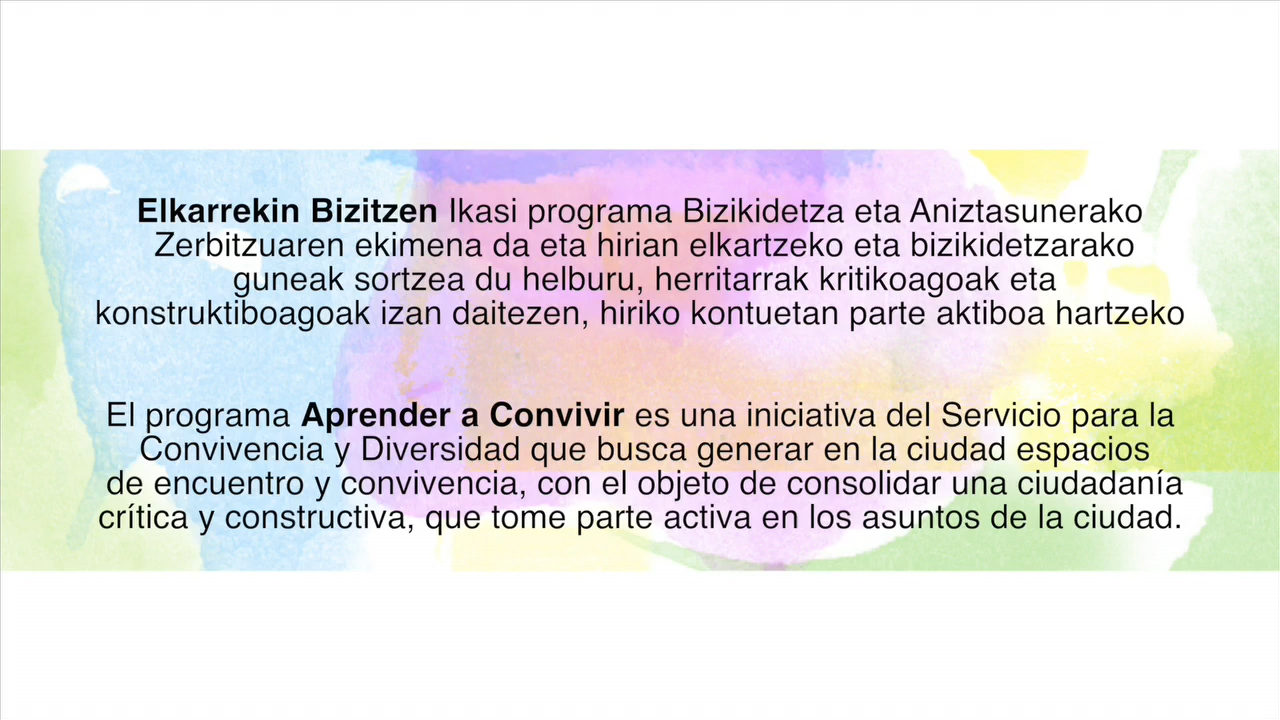 Elkarrekin Bizitzen Ikasi programa Bizikidetza eta Aniztasunerako
Zerbitzuaren ekimena da eta hirian elkartzeko eta bizikidetzarako
guneak sortzea du helburu, herritarrak kritikoagoak eta
konstruktiboagoak izan daitezen, hiriko kontuetan parte aktiboa hartzeko
El programa Aprender a Convivir es una iniciativa del Servicio para la
Convivencia y Diversidad que busca generar en la ciudad espacios
de encuentro y convivencia, con el objeto de consolidar una ciudadanía
crítica y constructiva, que tome parte activa en los asuntos de la ciudad.